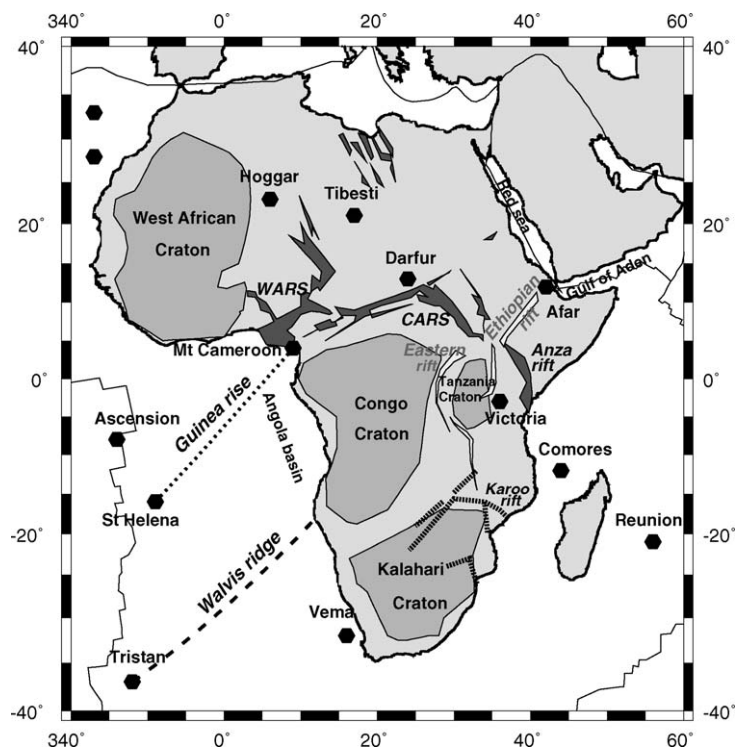 340 0° 20° 40° 60°
40° 40°
Hoggar
Tibesti
West African
Craton
Red sea
20° 20°
Darfur
WARS
Gulf of Aden
Ethiopian
rift
Afar
CARS
Mt Cameroon
Eastern
rift
Anza
rift
0° 0°
Tanzania
Craton
Congo
Craton
Victoria
Guinea rise
Angola basin
Ascension
Comores
Karoo
rift
St Helena
-20° -20°
Reunion
Walvis ridge
Kalahari
Craton
Vema
Tristan
-40° -40°
340 0° 20° 40° 60°